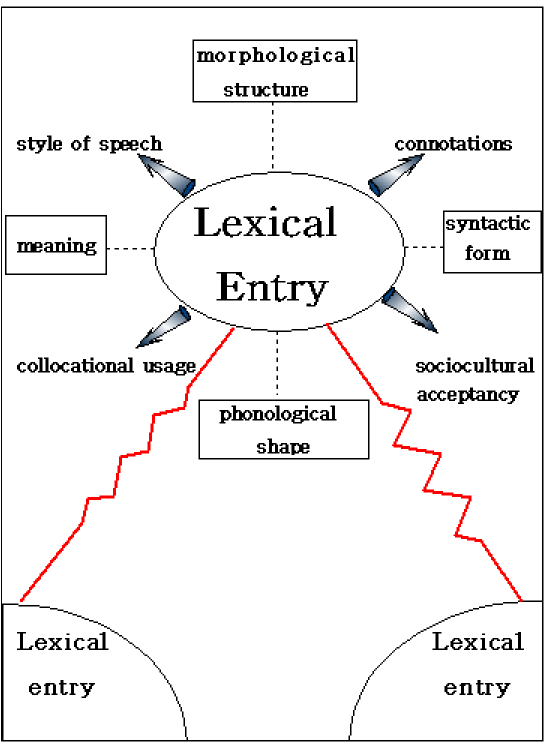 morphological
structure
style of speech
connotations
Lexical
Entry
meaning
syntactic
form
collocational usage
sociocultural
acceptancy
phonological
shape
Lexical
entry
Lexical
entry